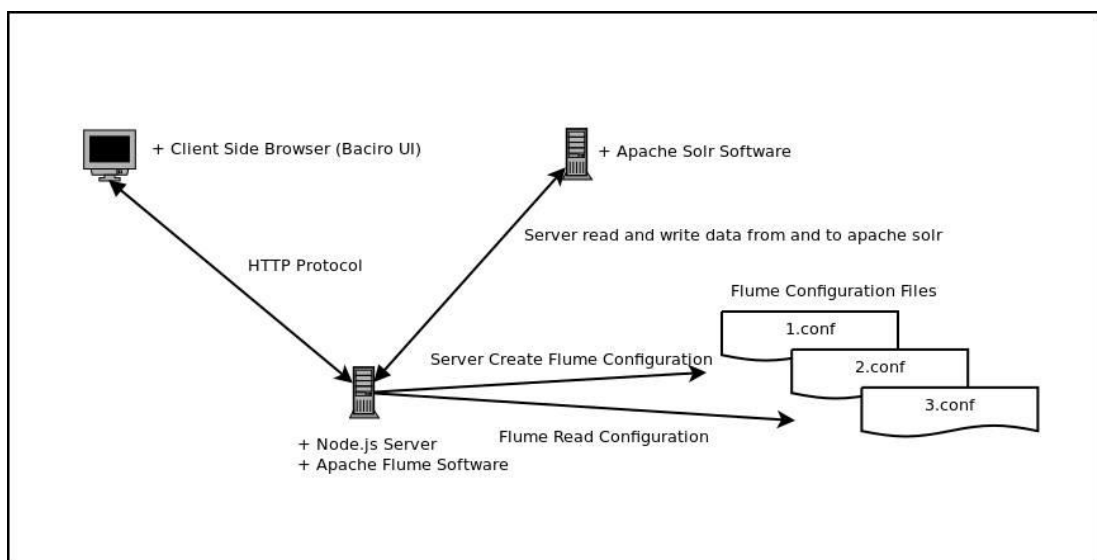 + Client Side Browser (Baciro UI)
+ Apache Solr Software
Server read and write data from and to apache solr
HTTP Protocol
Flume Configuration Files
1.conf
Server Create Flume Configuration
2.conf
3.conf
Flume Read Configuration
+ Node.js Server
+ Apache Flume Software